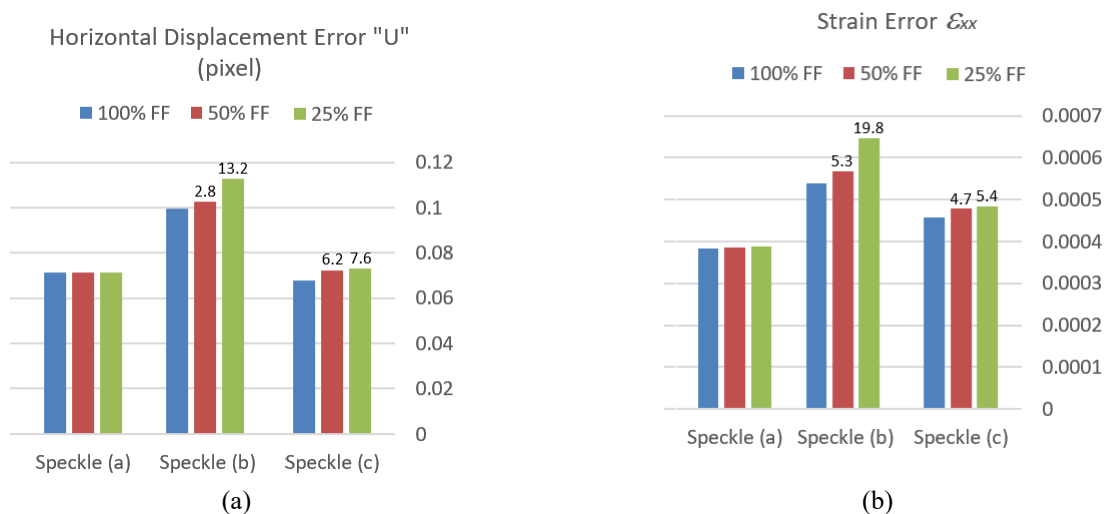 Horizontal Displacement Error "U"
(pixel)
100% FF 50% FF 25% FF
0.12
0.1
0.08
0.06
0.04
0.02
0
2.8
13.2
6.2
7.6
Speckle (a) Speckle (b) Speckle (c)
(a)
Strain Error Ɛxx
100% FF 50% FF 25% FF
0.0007
0.0006
0.0005
0.0004
0.0003
0.0002
0.0001
0
5.3
19.8
4.7
5.4
Speckle (a) Speckle (b) Speckle (c)
(b)